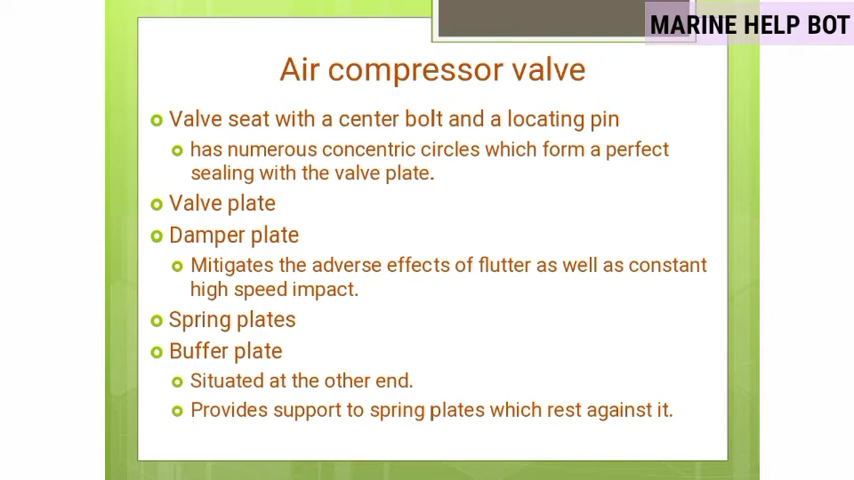 MARINE HELP BOT
Air compressor valve
Valve seat with a center bolt and a locating pin
has numerous concentric circles which form a perfect
sealing with the valve plate.
Valve plate
Damper plate
Mitigates the adverse effects of flutter as well as constant
high speed impact.
Spring plates
Buffer plate
Situated at the other end.
Provides support to spring plates which rest against it.